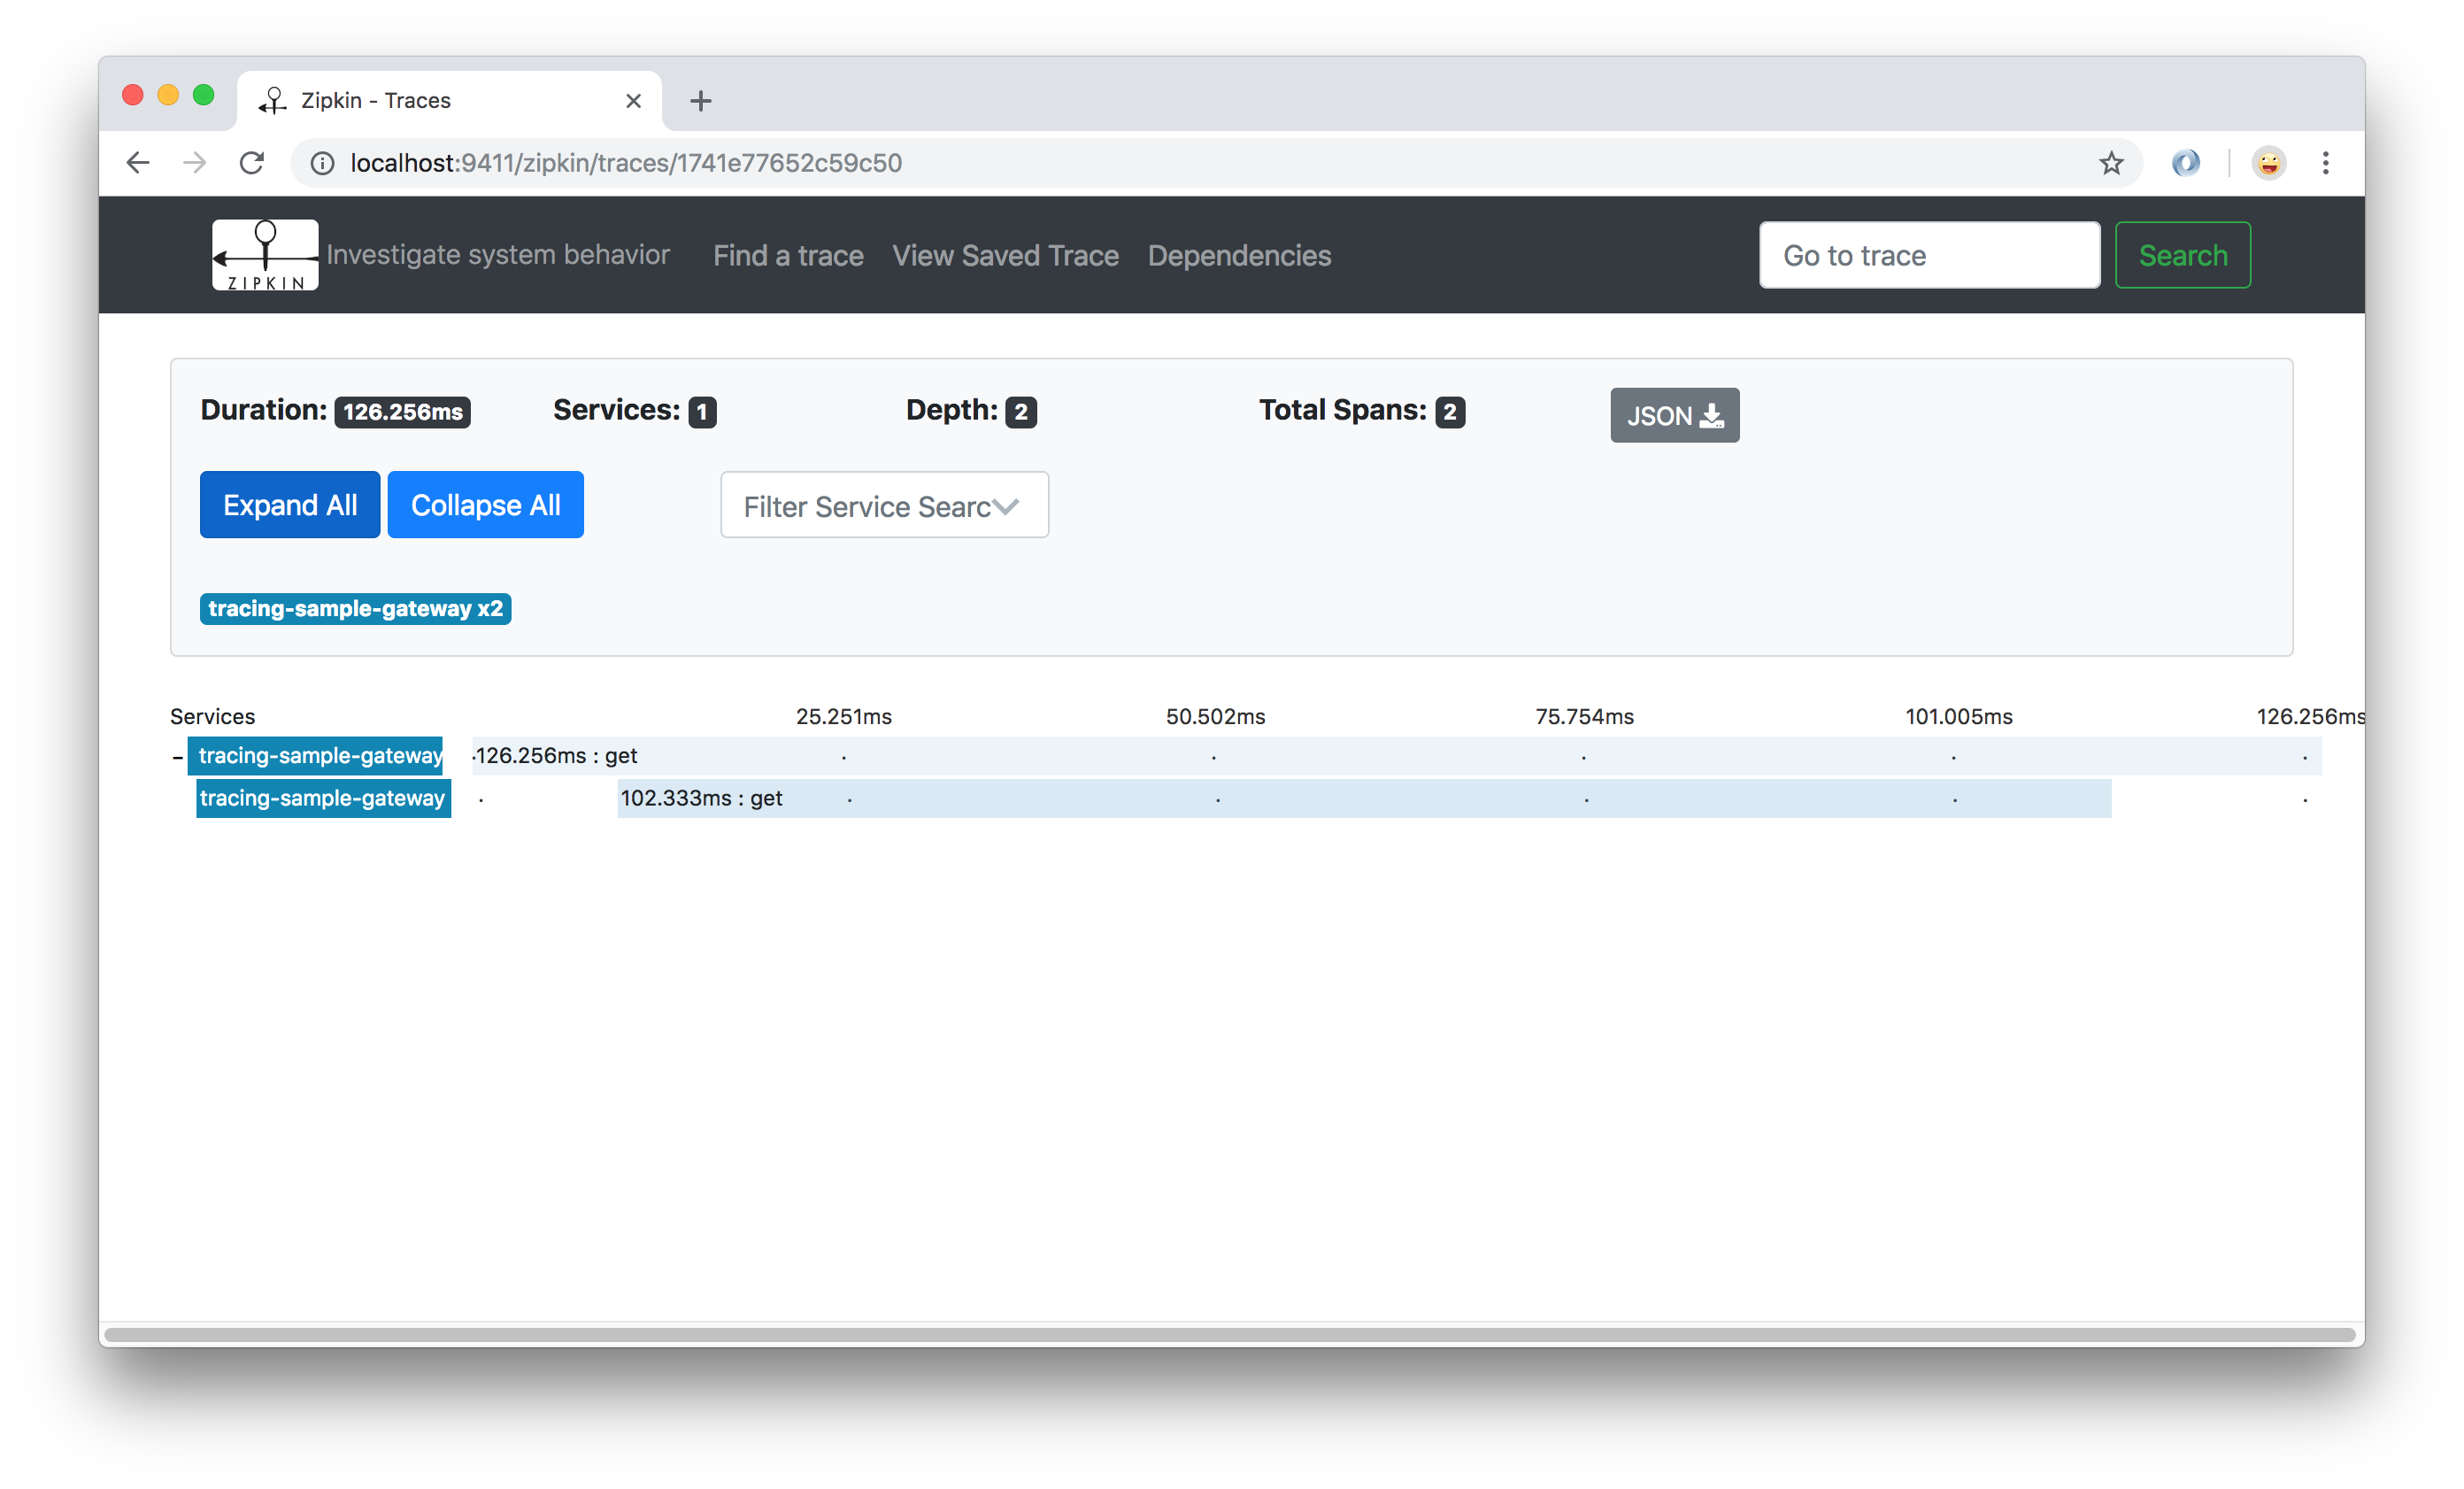 Zipkin - Traces
localhost:9411/zipkin/traces/1741e77652c59c50
ZIPKIN Investigate system behavior Find a trace View Saved Trace Dependencies Go to trace Search
Duration: 126.256ms Services: 1 Depth: 2 Total Spans: 2 JSON
Expand All Collapse All Filter Service Searc
tracing-sample-gateway x2
Services 25.251ms 50.502ms 75.754ms 101.005ms 126.256ms
- tracing-sample-gateway 126.256ms : get
tracing-sample-gateway 102.333ms : get